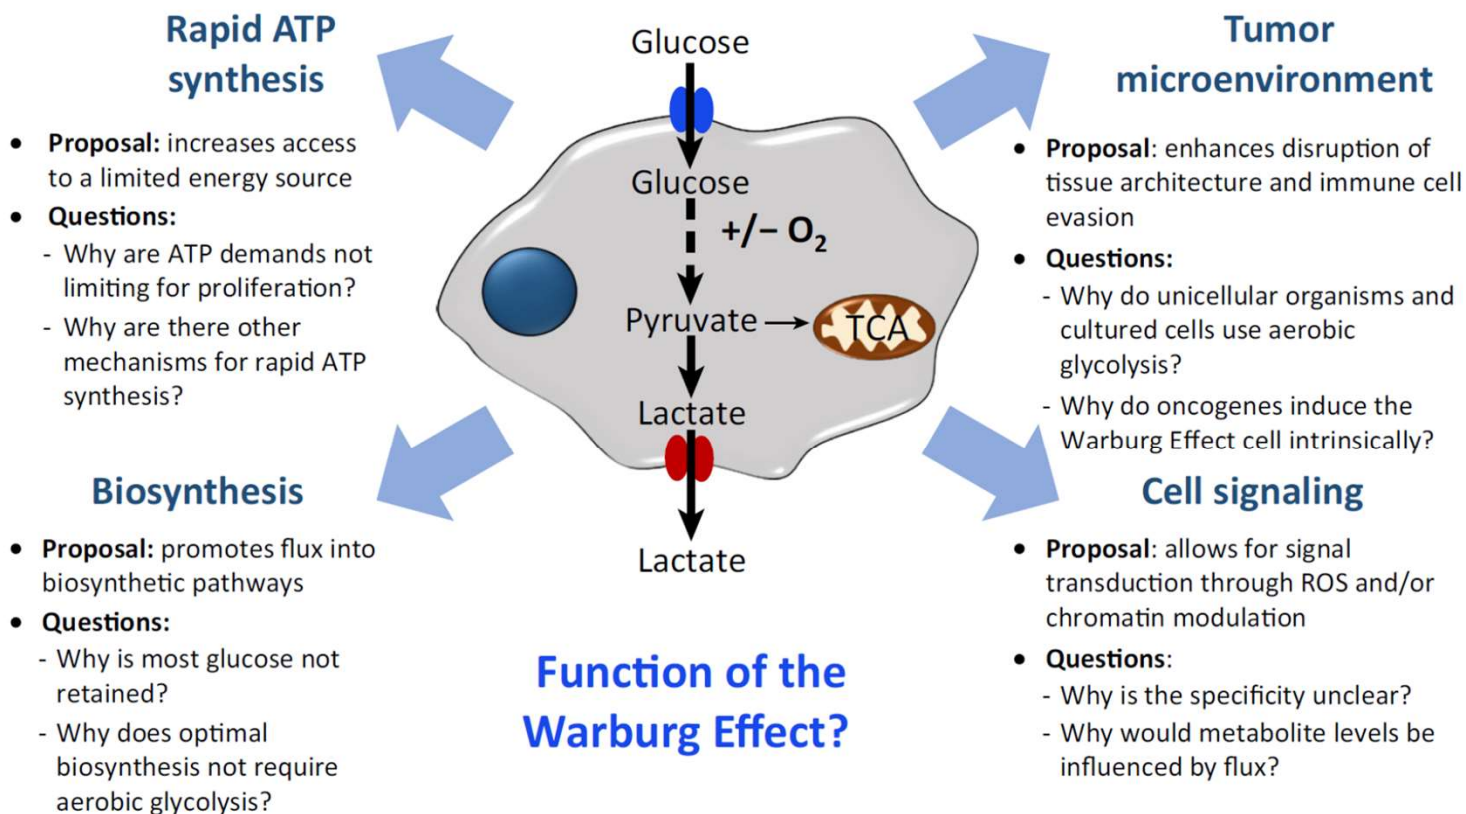 Rapid ATP
synthesis
• Proposal: increases access
to a limited energy source
• Questions:
- Why are ATP demands not
limiting for proliferation?
- Why are there other
mechanisms for rapid ATP
synthesis?
Biosynthesis
• Proposal: promotes flux into
biosynthetic pathways
• Questions:
- Why is most glucose not
retained?
- Why does optimal
biosynthesis not require
aerobic glycolysis?
Glucose
Glucose
+/− O₂
Pyruvate
TCA
Lactate
Lactate
Function of the
Warburg Effect?
Tumor
microenvironment
• Proposal: enhances disruption of
tissue architecture and immune cell
evasion
• Questions:
- Why do unicellular organisms and
cultured cells use aerobic
glycolysis?
- Why do oncogenes induce the
Warburg Effect cell intrinsically?
Cell signaling
• Proposal: allows for signal
transduction through ROS and/or
chromatin modulation
• Questions:
- Why is the specificity unclear?
- Why would metabolite levels be
influenced by flux?